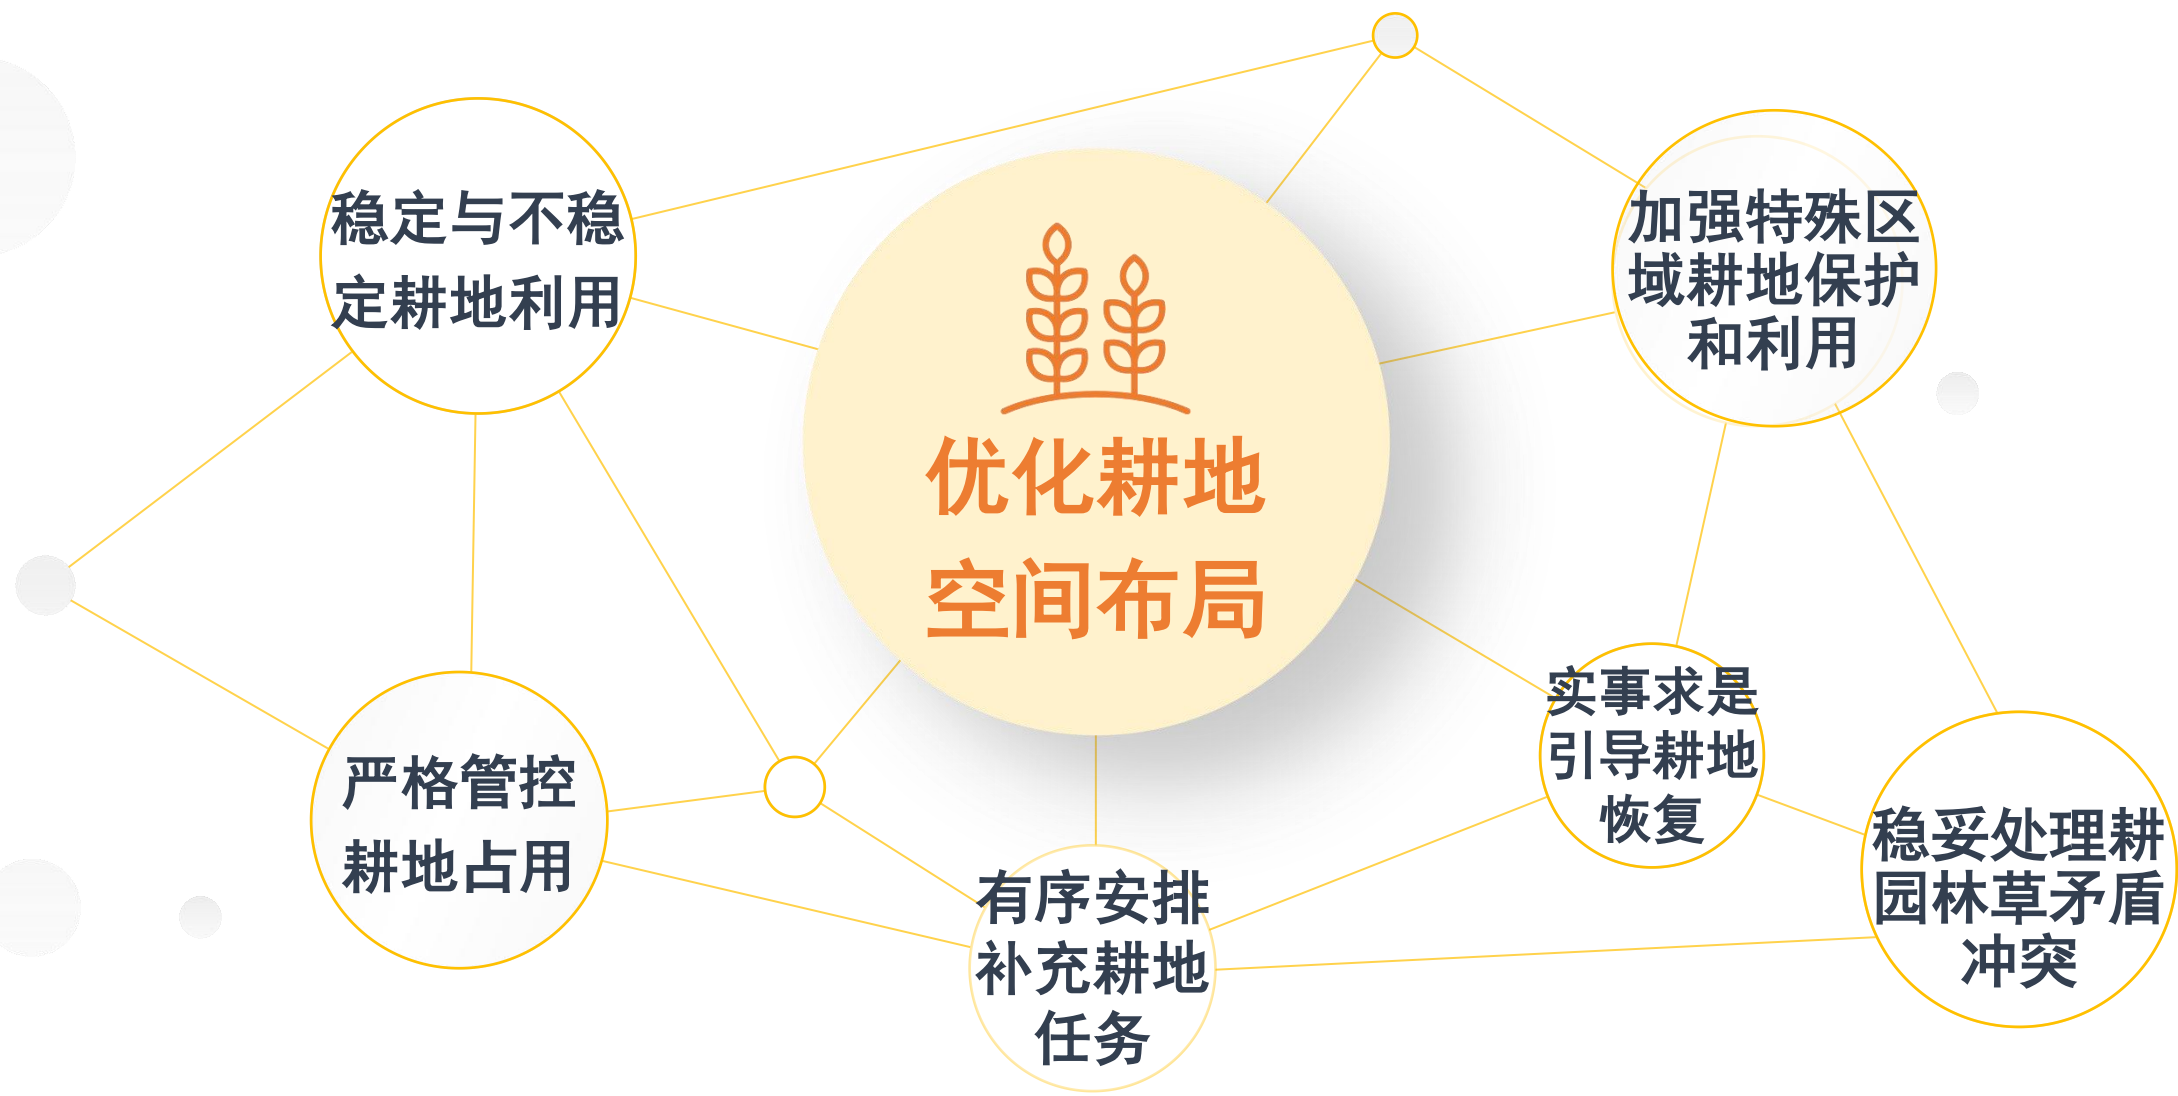 稳定与不稳
定耕地利用
加强特殊区
域耕地保护
和利用
优化耕地
空间布局
严格管控
耕地占用
有序安排
补充耕地
任务
实事求是
引导耕地
恢复
稳妥处理耕
园林草矛盾
冲突